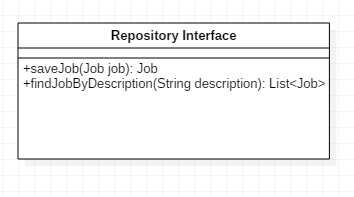 Repository Interface
+saveJob(Job job): Job
+findJobByDescription(String description): List<Job>